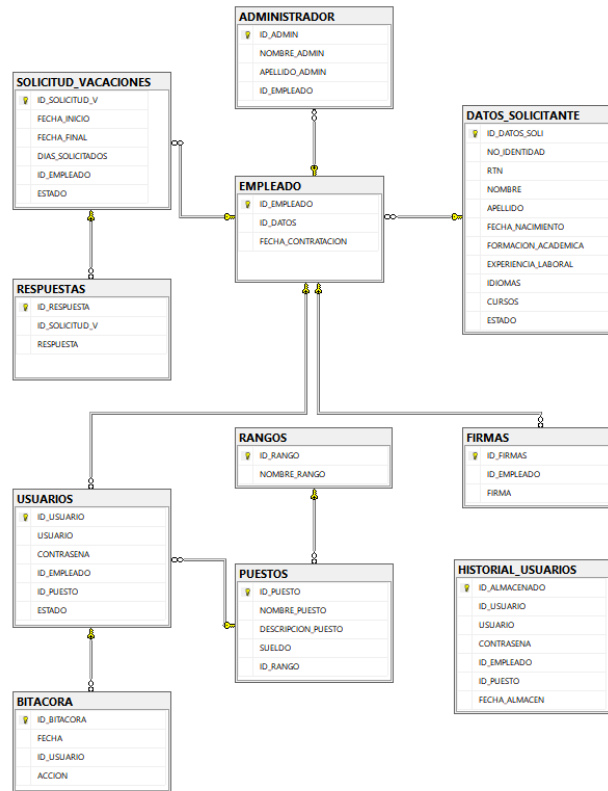 ADMINISTRADOR
ID_ADMIN
NOMBRE_ADMIN
APELLIDO_ADMIN
ID_EMPLEADO
SOLICITUD_VACACIONES
ID_SOLICITUD_V
FECHA_INICIO
FECHA_FINAL
DIAS_SOLICITADOS
ID_EMPLEADO
ESTADO
DATOS_SOLICITANTE
ID_DATOS_SOLI
NO_IDENTIDAD
RTN
NOMBRE
APELLIDO
FECHA_NACIMIENTO
FORMACION_ACADEMICA
EXPERIENCIA_LABORAL
IDIOMAS
CURSOS
ESTADO
EMPLEADO
ID_EMPLEADO
ID_DATOS
FECHA_CONTRATACION
RESPUESTAS
ID_RESPUESTA
ID_SOLICITUD_V
RESPUESTA
RANGOS
ID_RANGO
NOMBRE_RANGO
FIRMAS
ID_FIRMAS
ID_EMPLEADO
FIRMA
USUARIOS
ID_USUARIO
USUARIO
CONTRASENA
ID_EMPLEADO
ID_PUESTO
ESTADO
PUESTOS
ID_PUESTO
NOMBRE_PUESTO
DESCRIPCION_PUESTO
SUELDO
ID_RANGO
HISTORIAL_USUARIOS
ID_ALMACENADO
ID_USUARIO
USUARIO
CONTRASENA
ID_EMPLEADO
ID_PUESTO
FECHA_ALMACEN
BITACORA
ID_BITACORA
FECHA
ID_USUARIO
ACCION